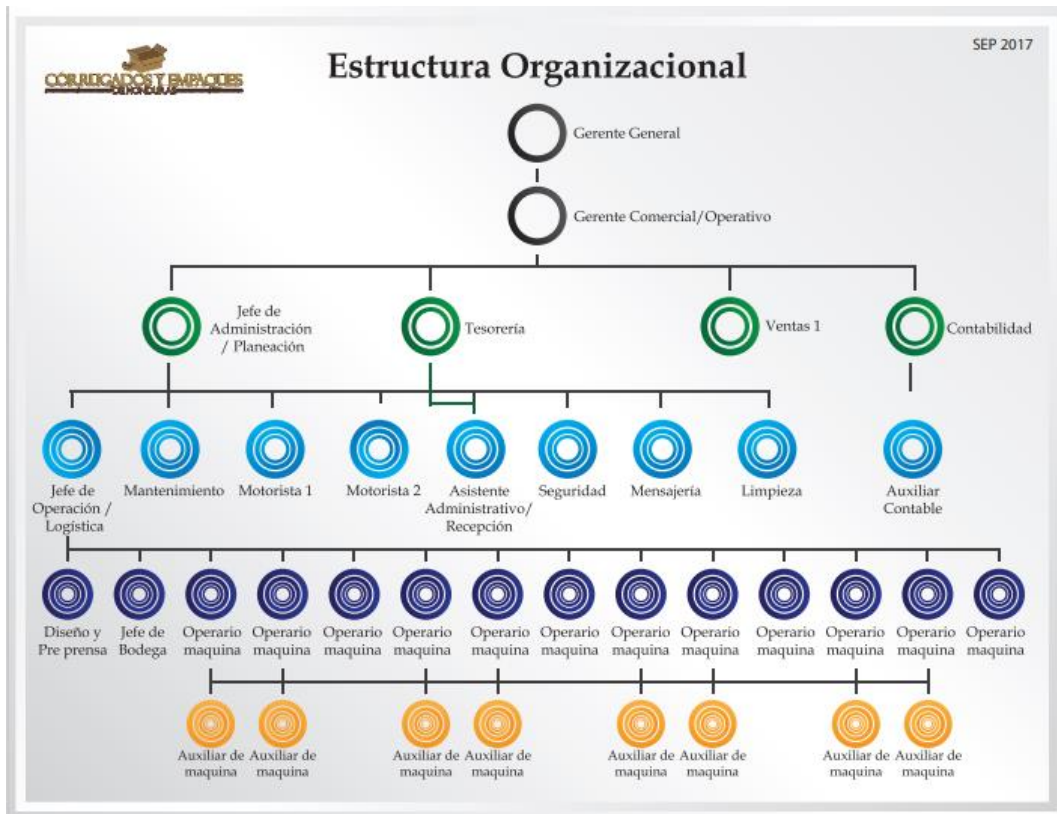 CORRUGADOS Y EMPAQUES
DE HONDURAS
SEP 2017
Estructura Organizacional
Gerente General
Gerente Comercial/Operativo
Jefe de
Administración
/ Planeación
Tesorería
Ventas 1
Contabilidad
Jefe de
Operación /
Logística
Mantenimiento
Motorista 1
Motorista 2
Asistente
Administrativo/
Recepción
Seguridad
Mensajería
Limpieza
Auxiliar
Contable
Diseño y
Pre prensa
Jefe de
Bodega
Operario
maquina
Operario
maquina
Operario
maquina
Operario
maquina
Operario
maquina
Operario
maquina
Operario
maquina
Operario
maquina
Operario
maquina
Operario
maquina
Operario
maquina
Operario
maquina
Auxiliar de
maquina
Auxiliar de
maquina
Auxiliar de
maquina
Auxiliar de
maquina
Auxiliar de
maquina
Auxiliar de
maquina
Auxiliar de
maquina
Auxiliar de
maquina